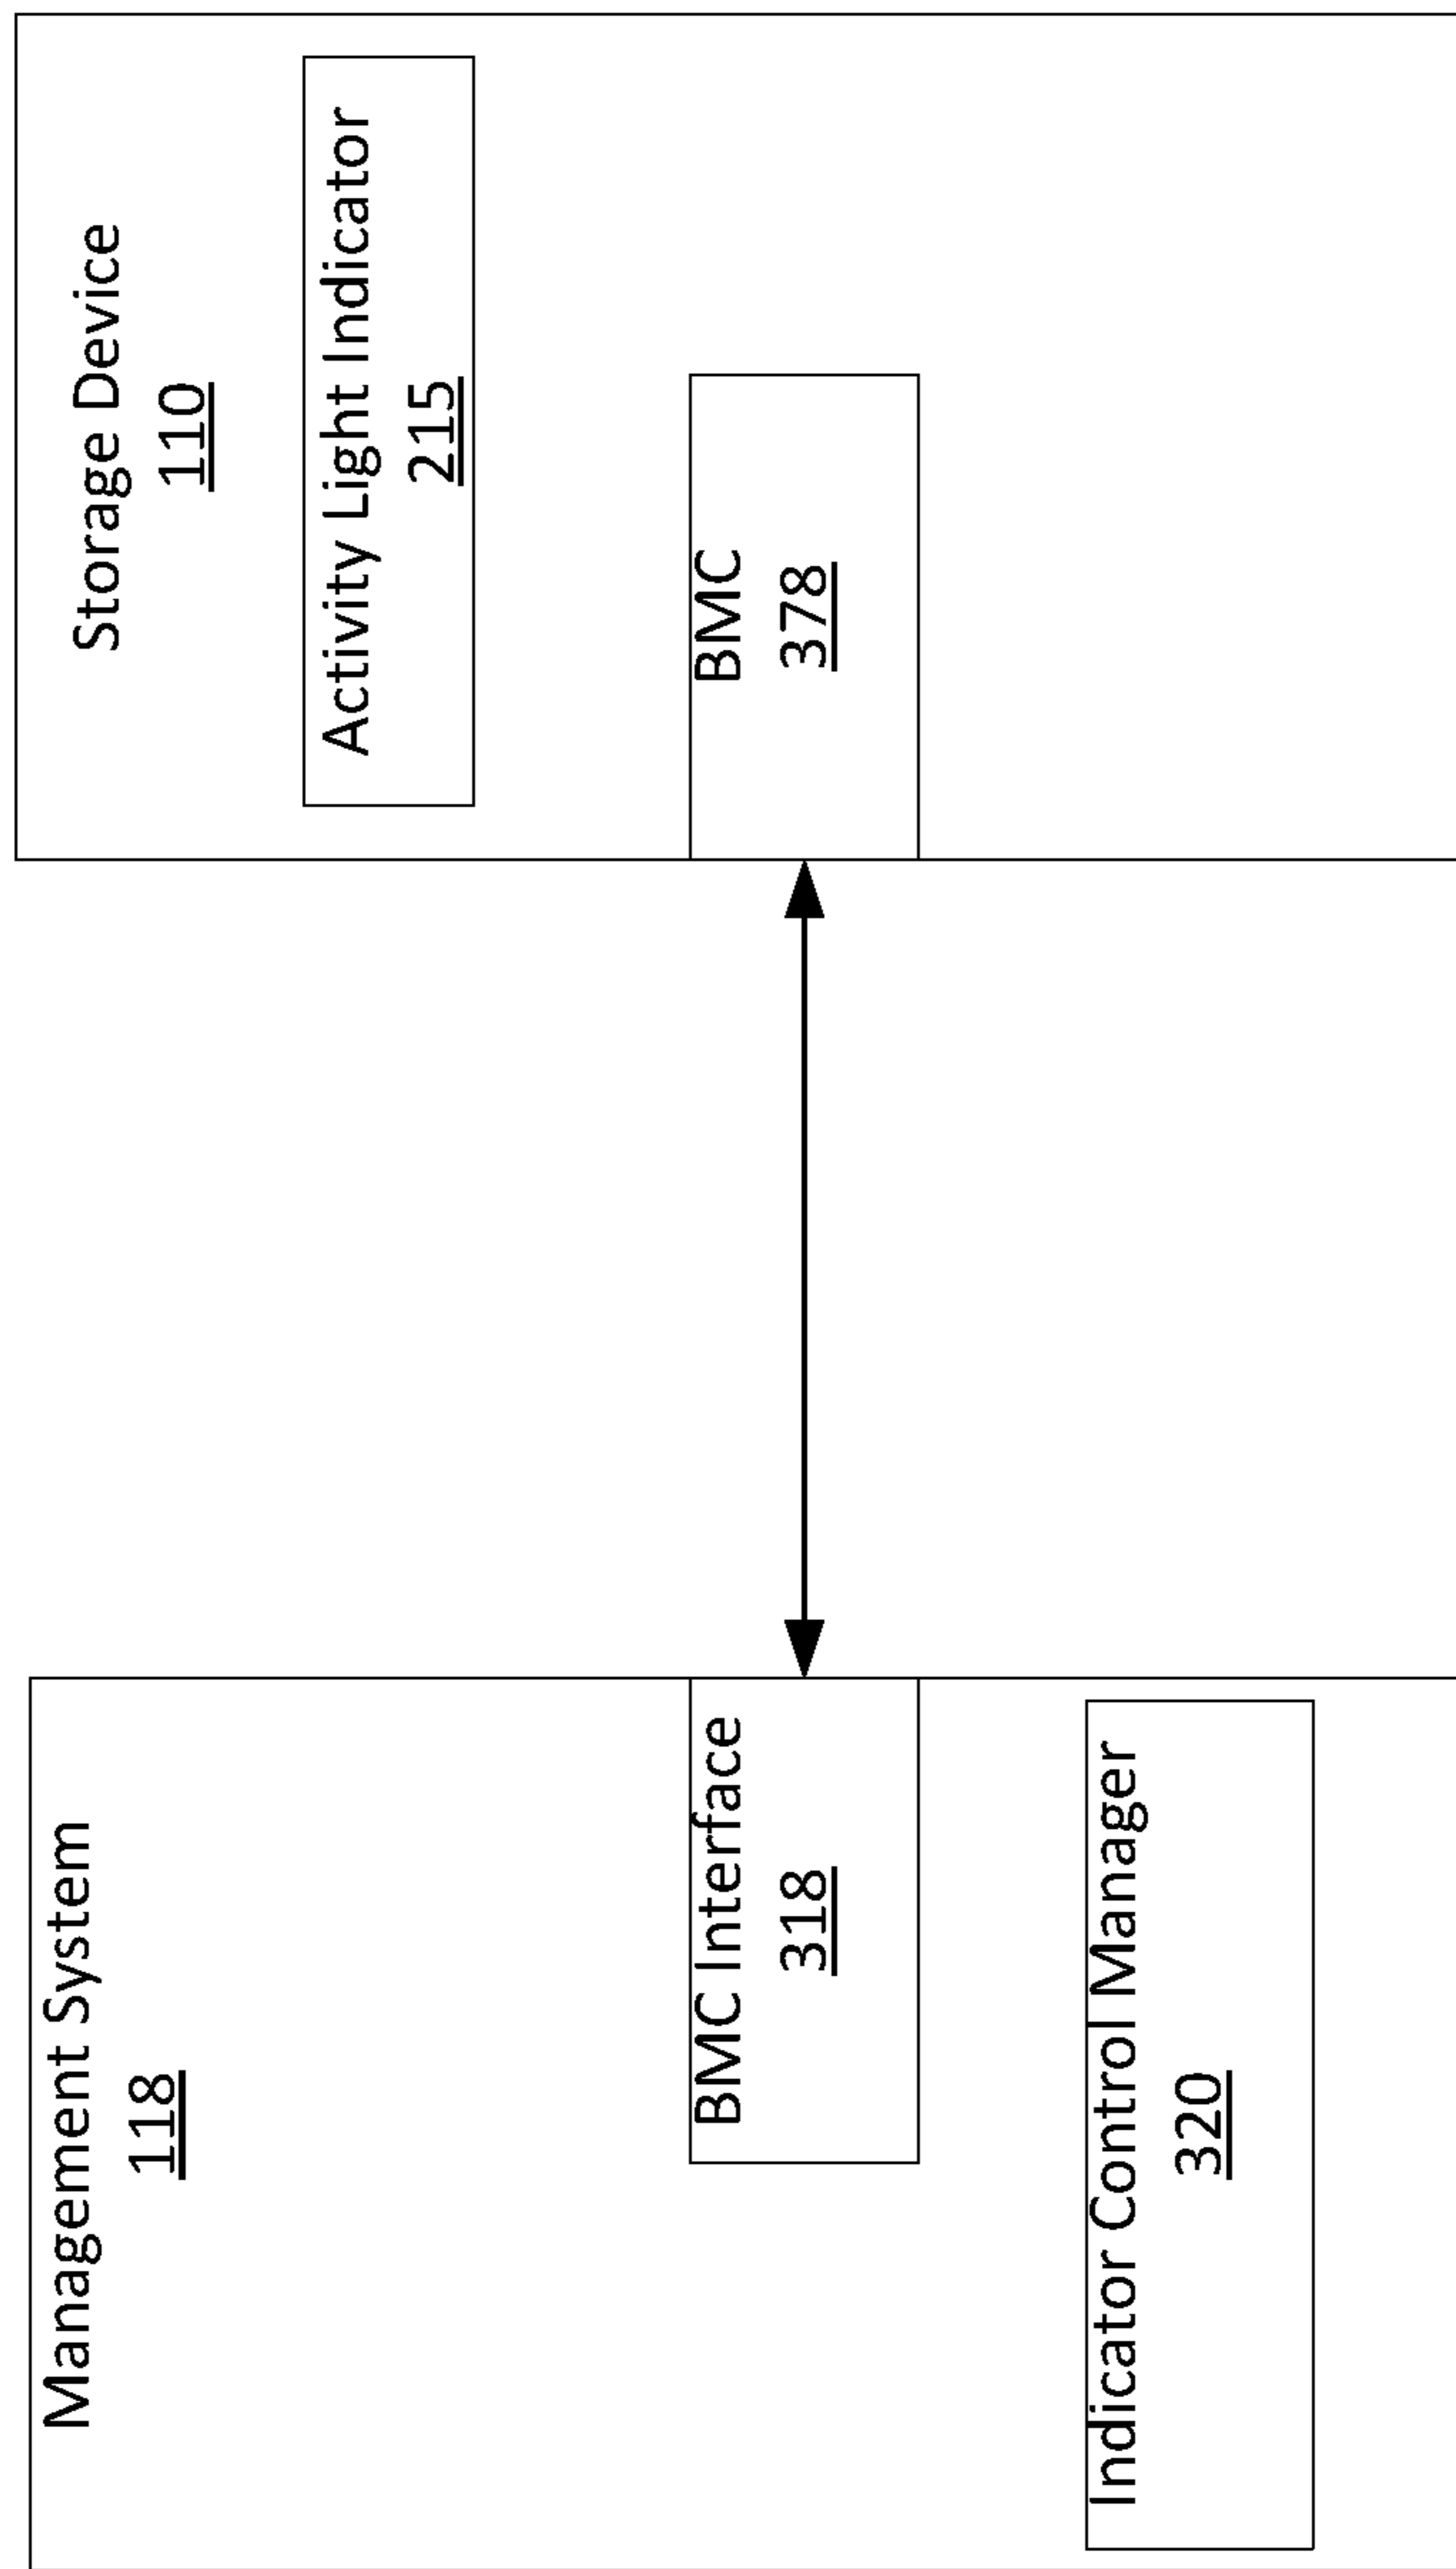 Management System
118
BMC Interface
318
Indicator Control Manager
320
Storage Device
110
Activity Light Indicator
215
BMC
378